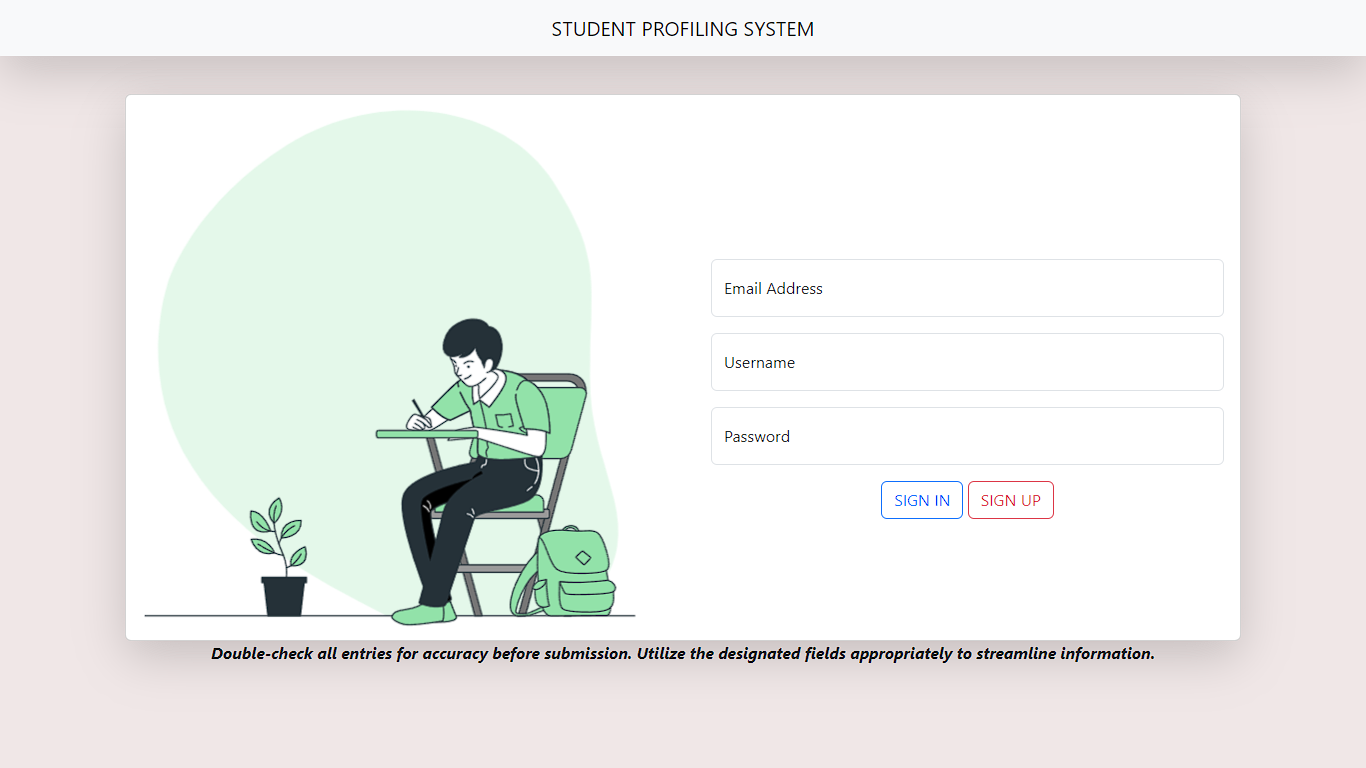 STUDENT PROFILING SYSTEM
Email Address
Username
Password
SIGN IN SIGN UP
Double-check all entries for accuracy before submission. Utilize the designated fields appropriately to streamline information.